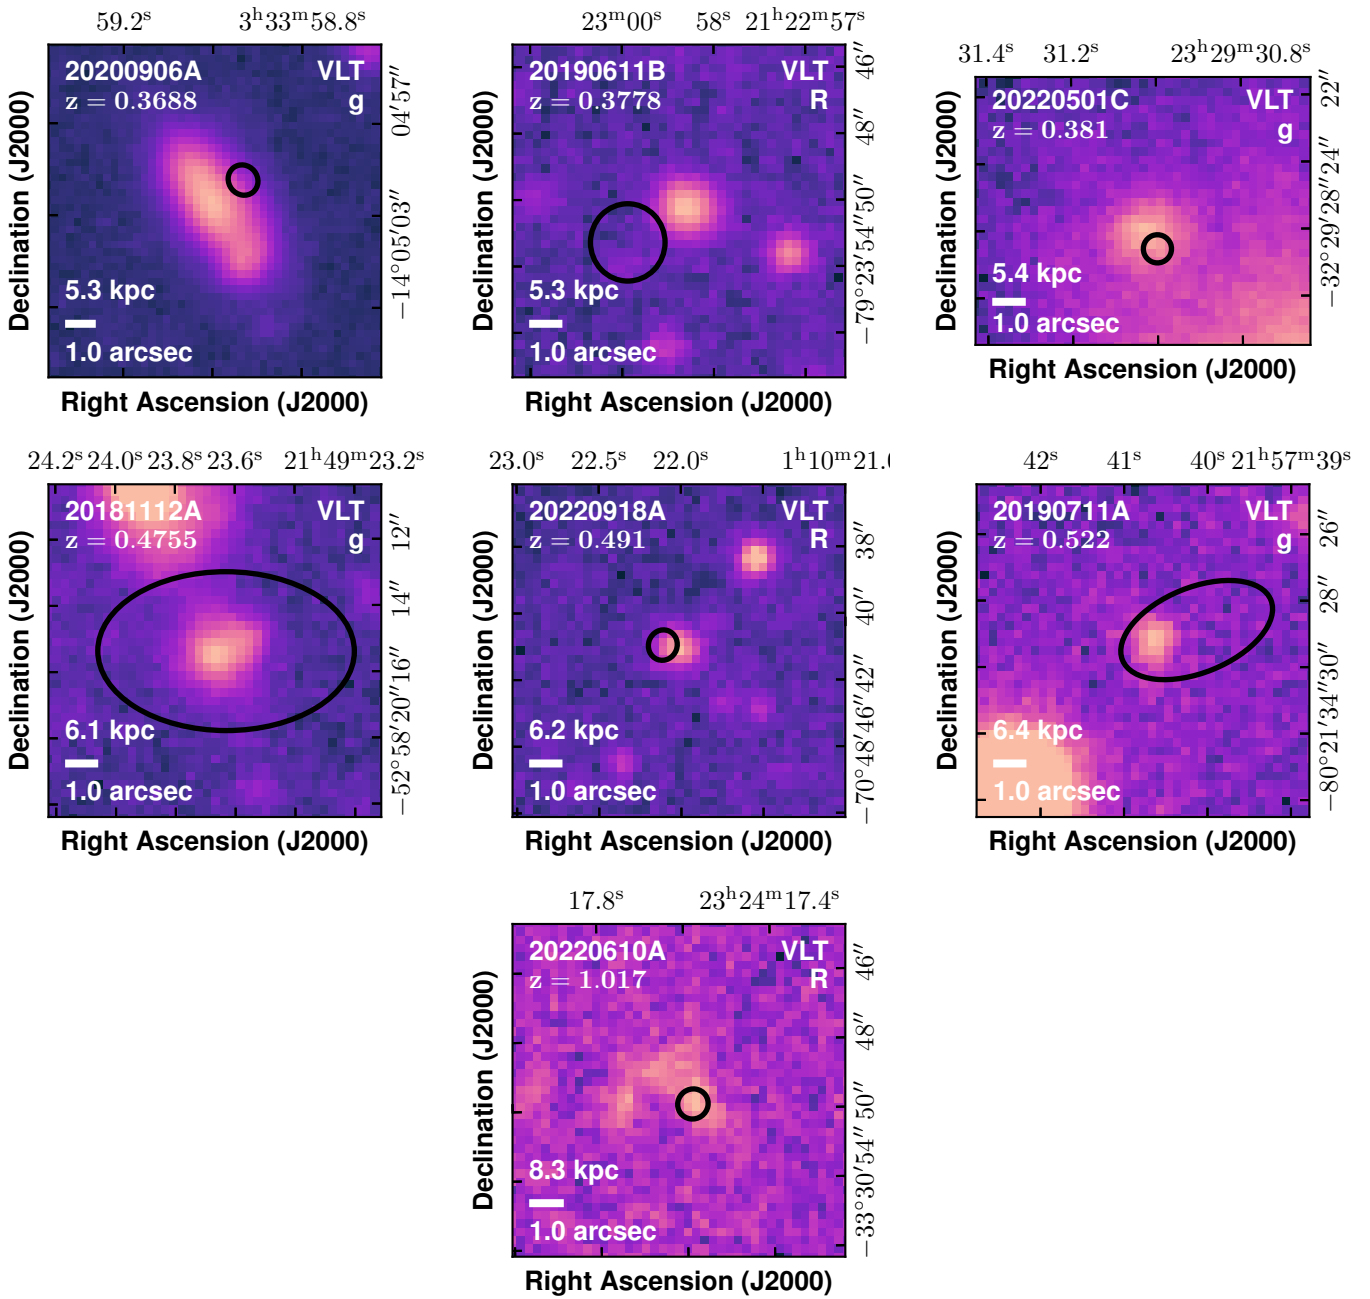 59.2ˢ 3ʰ33ᵐ58.8ˢ
20200906A VLT
z = 0.3688 g
5.3 kpc
1.0 arcsec
Declination (J2000)
04′57″
−14°05′03″
Right Ascension (J2000)
23ᵐ00ˢ 58ˢ 21ʰ22ᵐ57ˢ
20190611B VLT
z = 0.3778 R
5.3 kpc
1.0 arcsec
Declination (J2000)
46″
48″
50″
−79°23′54″
Right Ascension (J2000)
31.4ˢ 31.2ˢ 23ʰ29ᵐ30.8ˢ
20220501C VLT
z = 0.381 g
5.4 kpc
1.0 arcsec
Declination (J2000)
22″
24″
−32°29′28″
Right Ascension (J2000)
24.2ˢ 24.0ˢ 23.8ˢ 23.6ˢ 21ʰ49ᵐ23.2ˢ
20181112A VLT
z = 0.4755 g
6.1 kpc
1.0 arcsec
Declination (J2000)
12″
14″
16″
−52°58′20″
Right Ascension (J2000)
23.0ˢ 22.5ˢ 22.0ˢ 1ʰ10ᵐ21.0
20220918A VLT
z = 0.491 R
6.2 kpc
1.0 arcsec
Declination (J2000)
38″
40″
42″
−70°48′46″
Right Ascension (J2000)
42ˢ 41ˢ 40ˢ 21ʰ57ᵐ39ˢ
20190711A VLT
z = 0.522 g
6.4 kpc
1.0 arcsec
Declination (J2000)
26″
28″
30″
−80°21′34″
Right Ascension (J2000)
17.8ˢ 23ʰ24ᵐ17.4ˢ
20220610A VLT
z = 1.017 R
8.3 kpc
1.0 arcsec
Declination (J2000)
46″
48″
50″
−33°30′54″
Right Ascension (J2000)